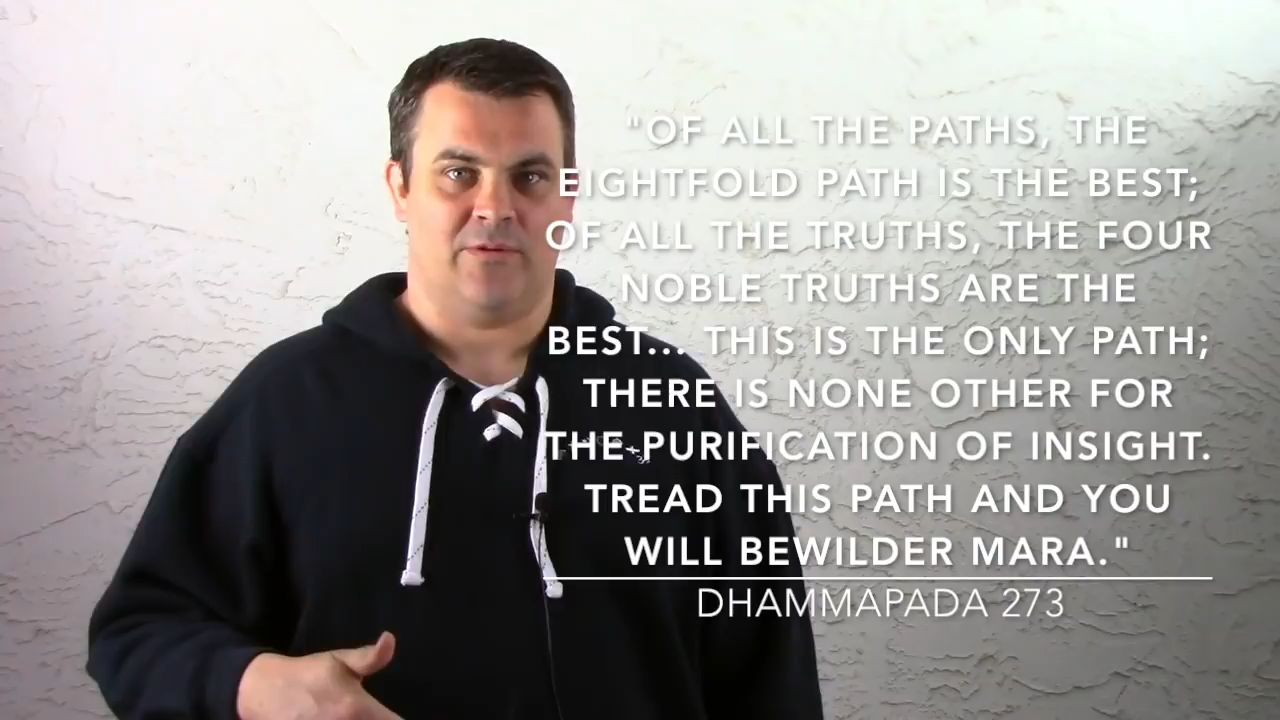 "OF ALL THE PATHS, THE
EIGHTFOLD PATH IS THE BEST;
OF ALL THE TRUTHS, THE FOUR
NOBLE TRUTHS ARE THE
BEST... THIS IS THE ONLY PATH;
THERE IS NONE OTHER FOR
THE PURIFICATION OF INSIGHT.
TREAD THIS PATH AND YOU
WILL BEWILDER MARA."
DHAMMAPADA 273